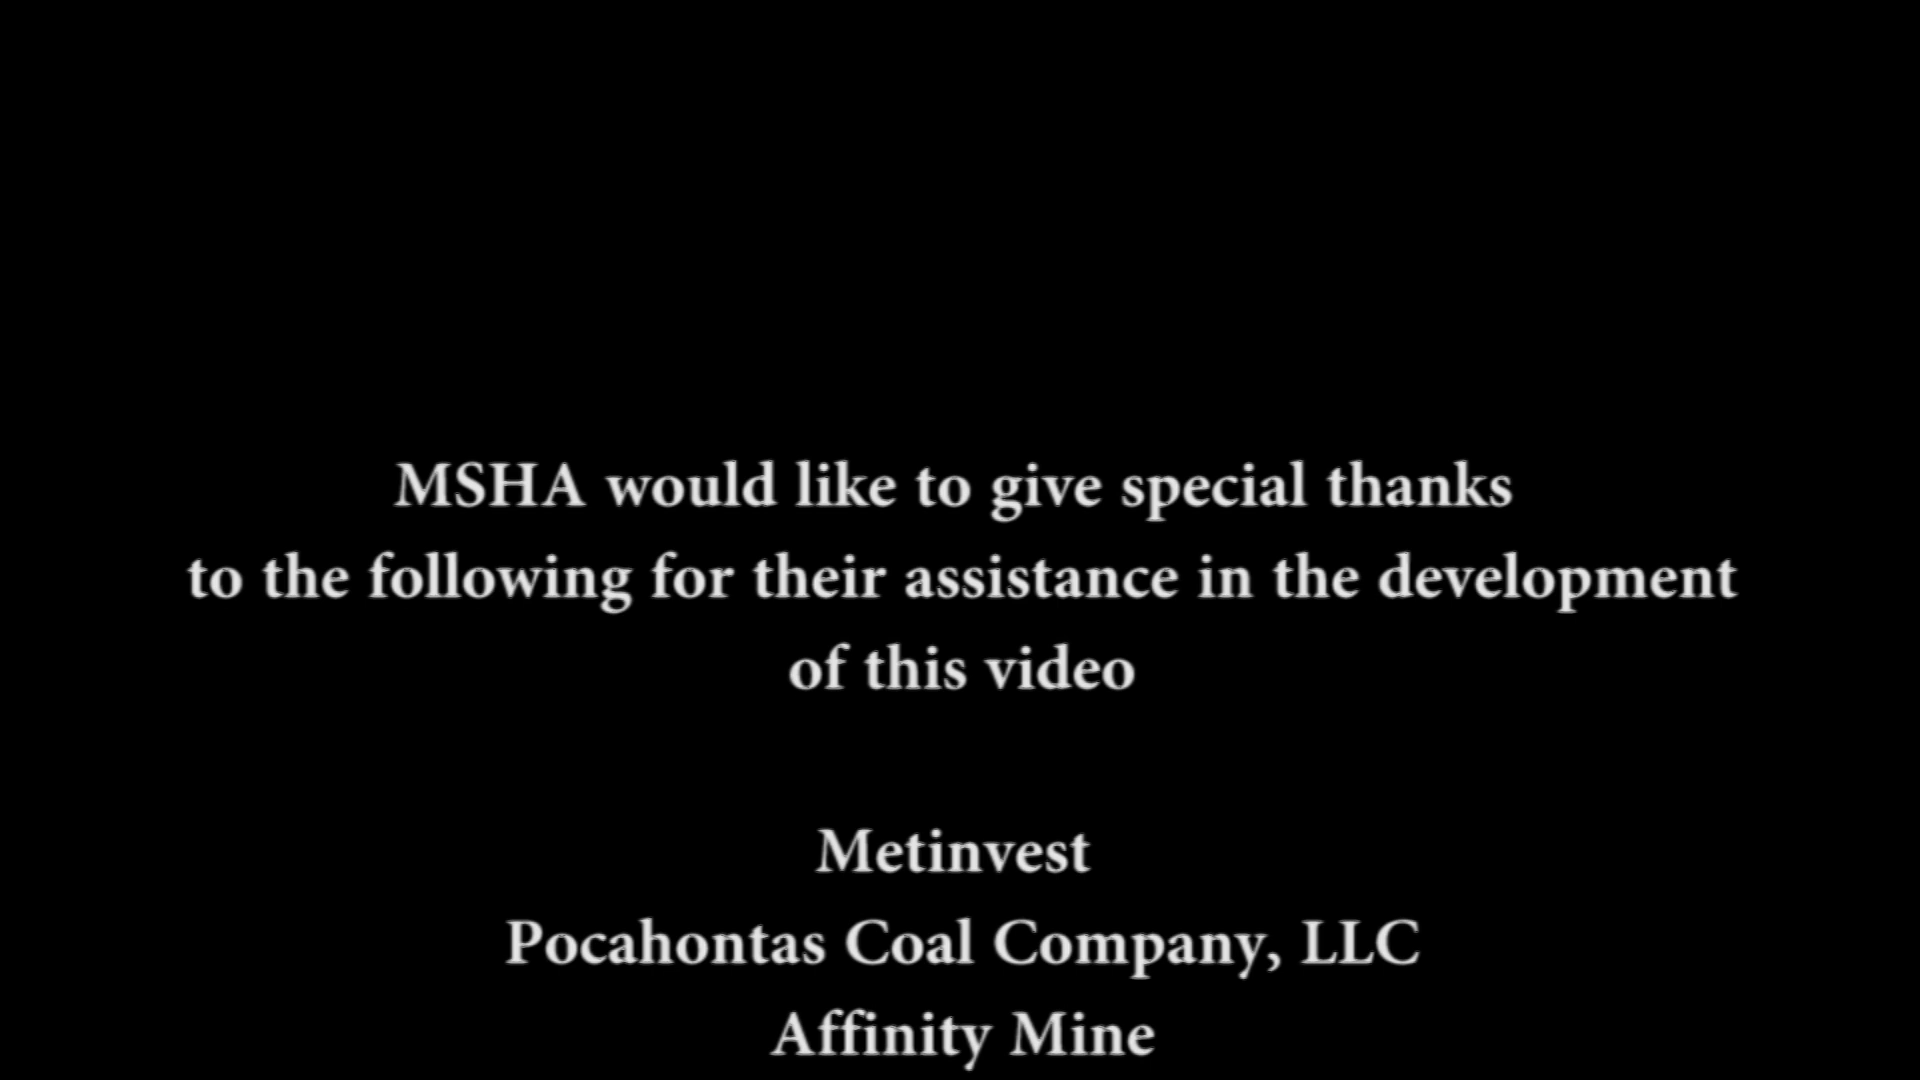 MSHA would like to give special thanks
to the following for their assistance in the development
of this video
Metinvest
Pocahontas Coal Company, LLC
Affinity Mine